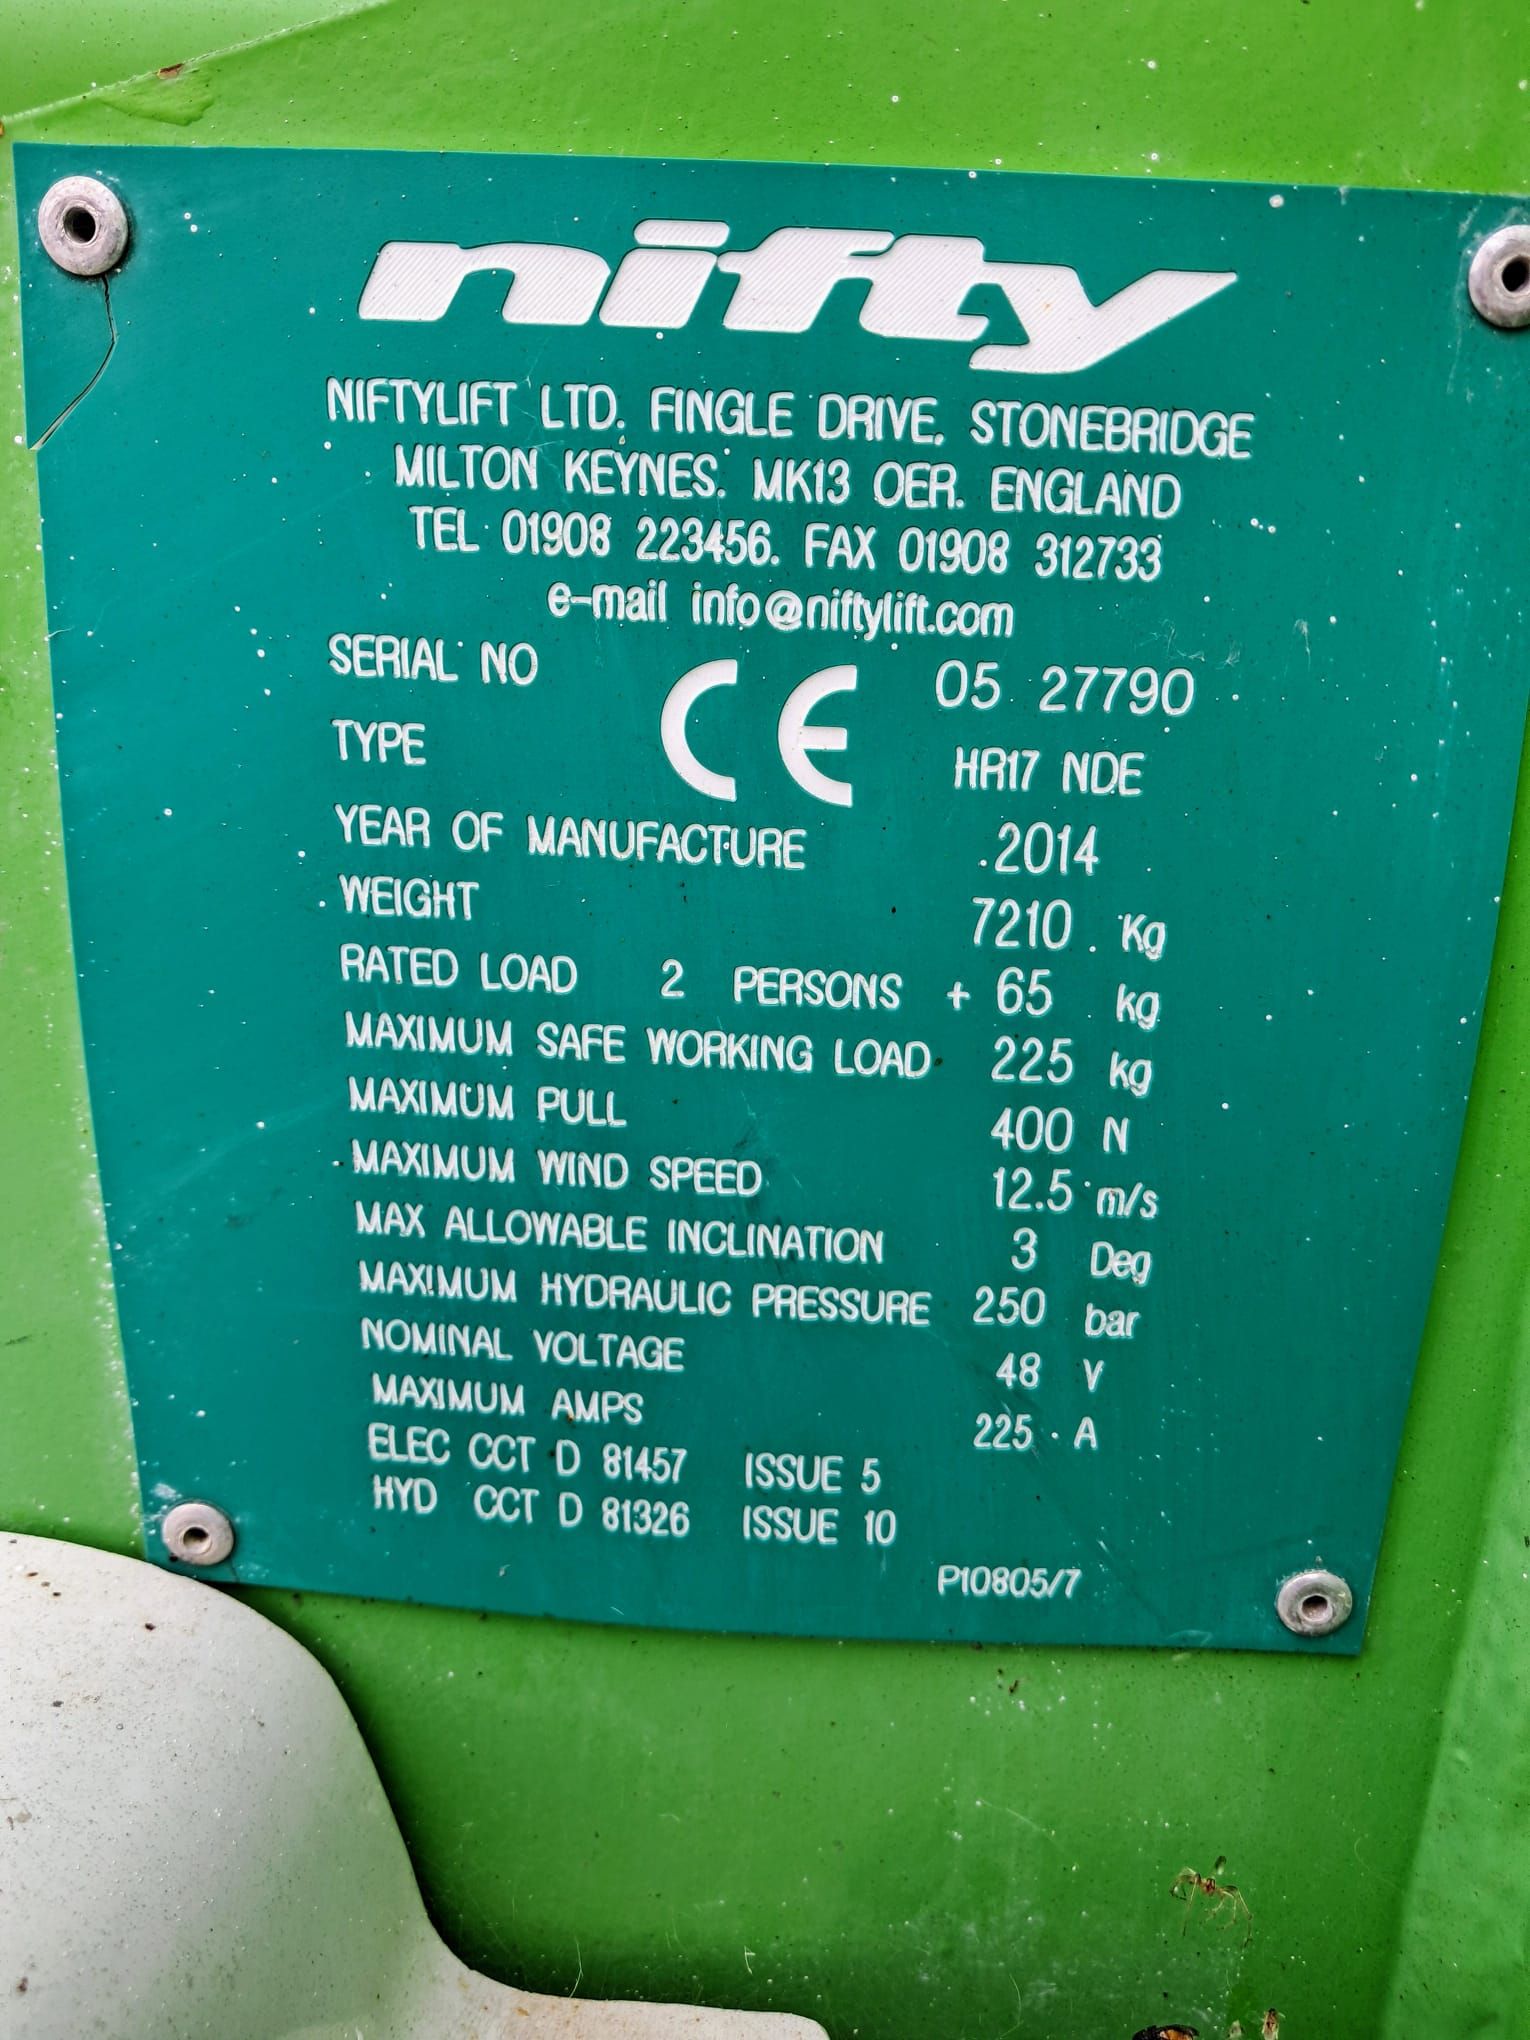 nifty
NIFTYLIFT LTD. FINGLE DRIVE, STONEBRIDGE
MILTON KEYNES. MK13 OER. ENGLAND
TEL 01908 223456. FAX 01908 312733
e-mail info@niftylift.com
SERIAL NO CE 05 27790
TYPE HR17 NDE
YEAR OF MANUFACTURE 2014
WEIGHT 7210 Kg
RATED LOAD 2 PERSONS + 65 kg
MAXIMUM SAFE WORKING LOAD 225 kg
MAXIMUM PULL 400 N
MAXIMUM WIND SPEED 12.5 m/s
MAX ALLOWABLE INCLINATION 3 Deg
MAXIMUM HYDRAULIC PRESSURE 250 bar
NOMINAL VOLTAGE 48 V
MAXIMUM AMPS 225 A
ELEC CCT D 81457 ISSUE 5
HYD CCT D 81326 ISSUE 10
P10805/7